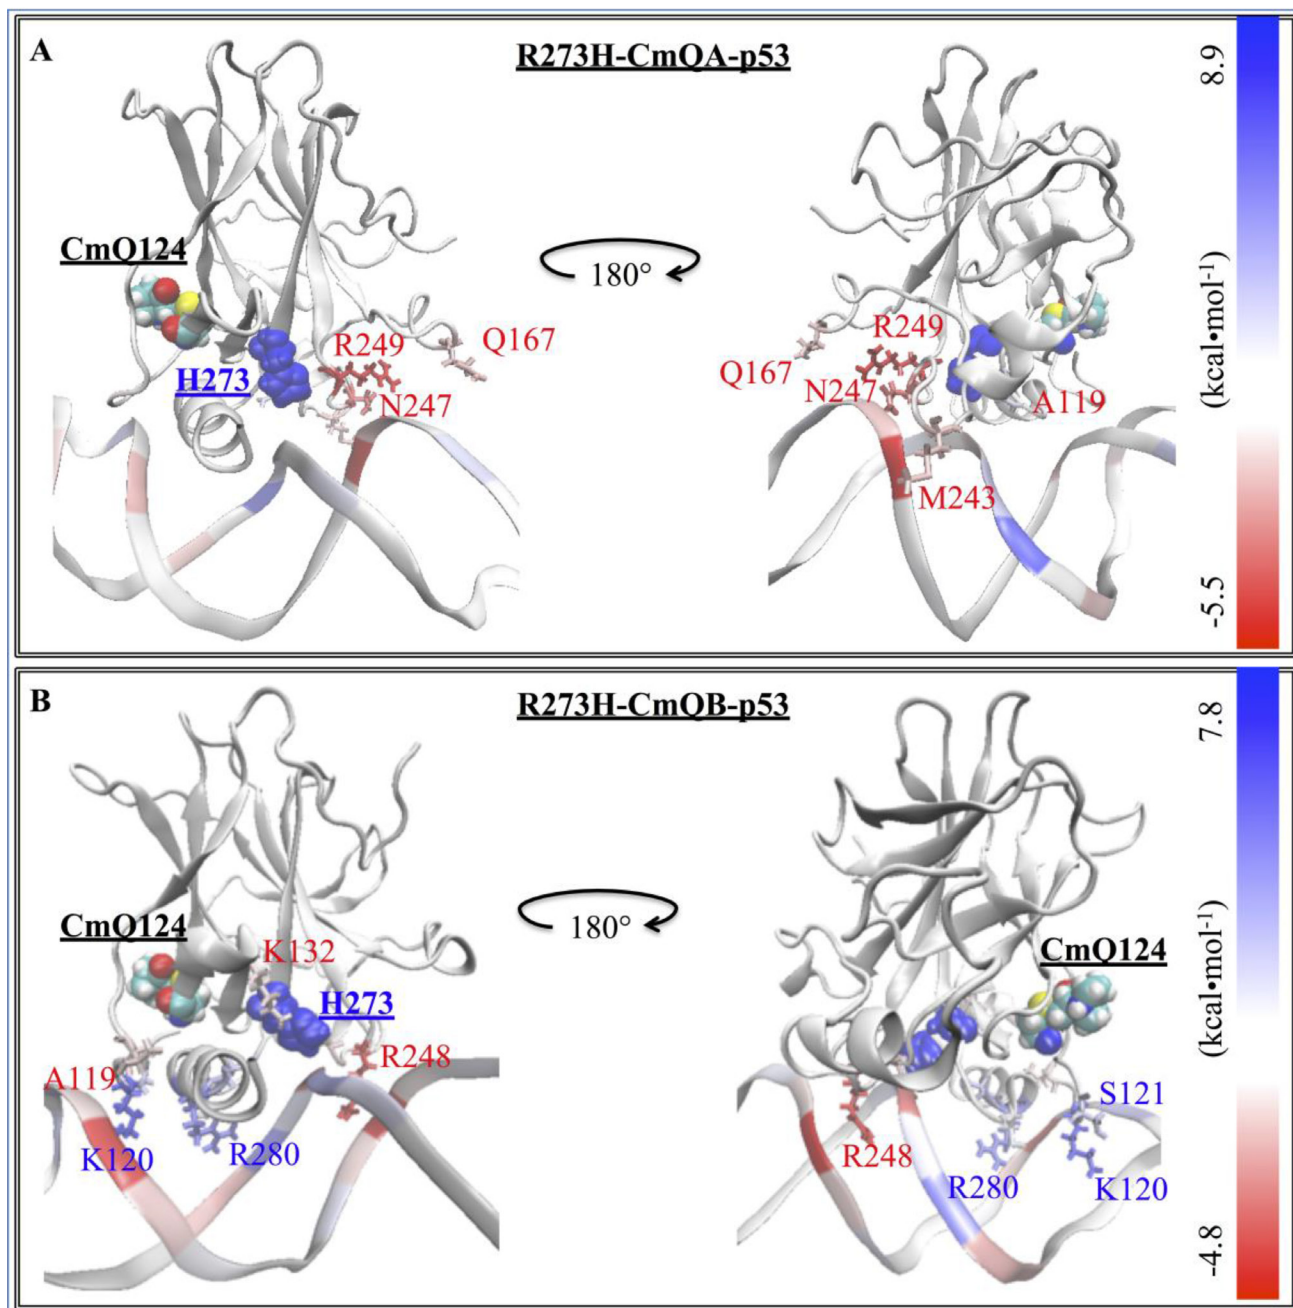 A
R273H-CmQA-p53
8.9
CmQ124
180°
(kcal•mol⁻¹)
R249
Q167
H273
N247
R249
Q167
N247
A119
M243
-5.5
B
R273H-CmQB-p53
7.8
CmQ124
180°
K132
CmQ124
(kcal•mol⁻¹)
H273
A119
R248
K120
R280
R248
S121
R280
K120
-4.8